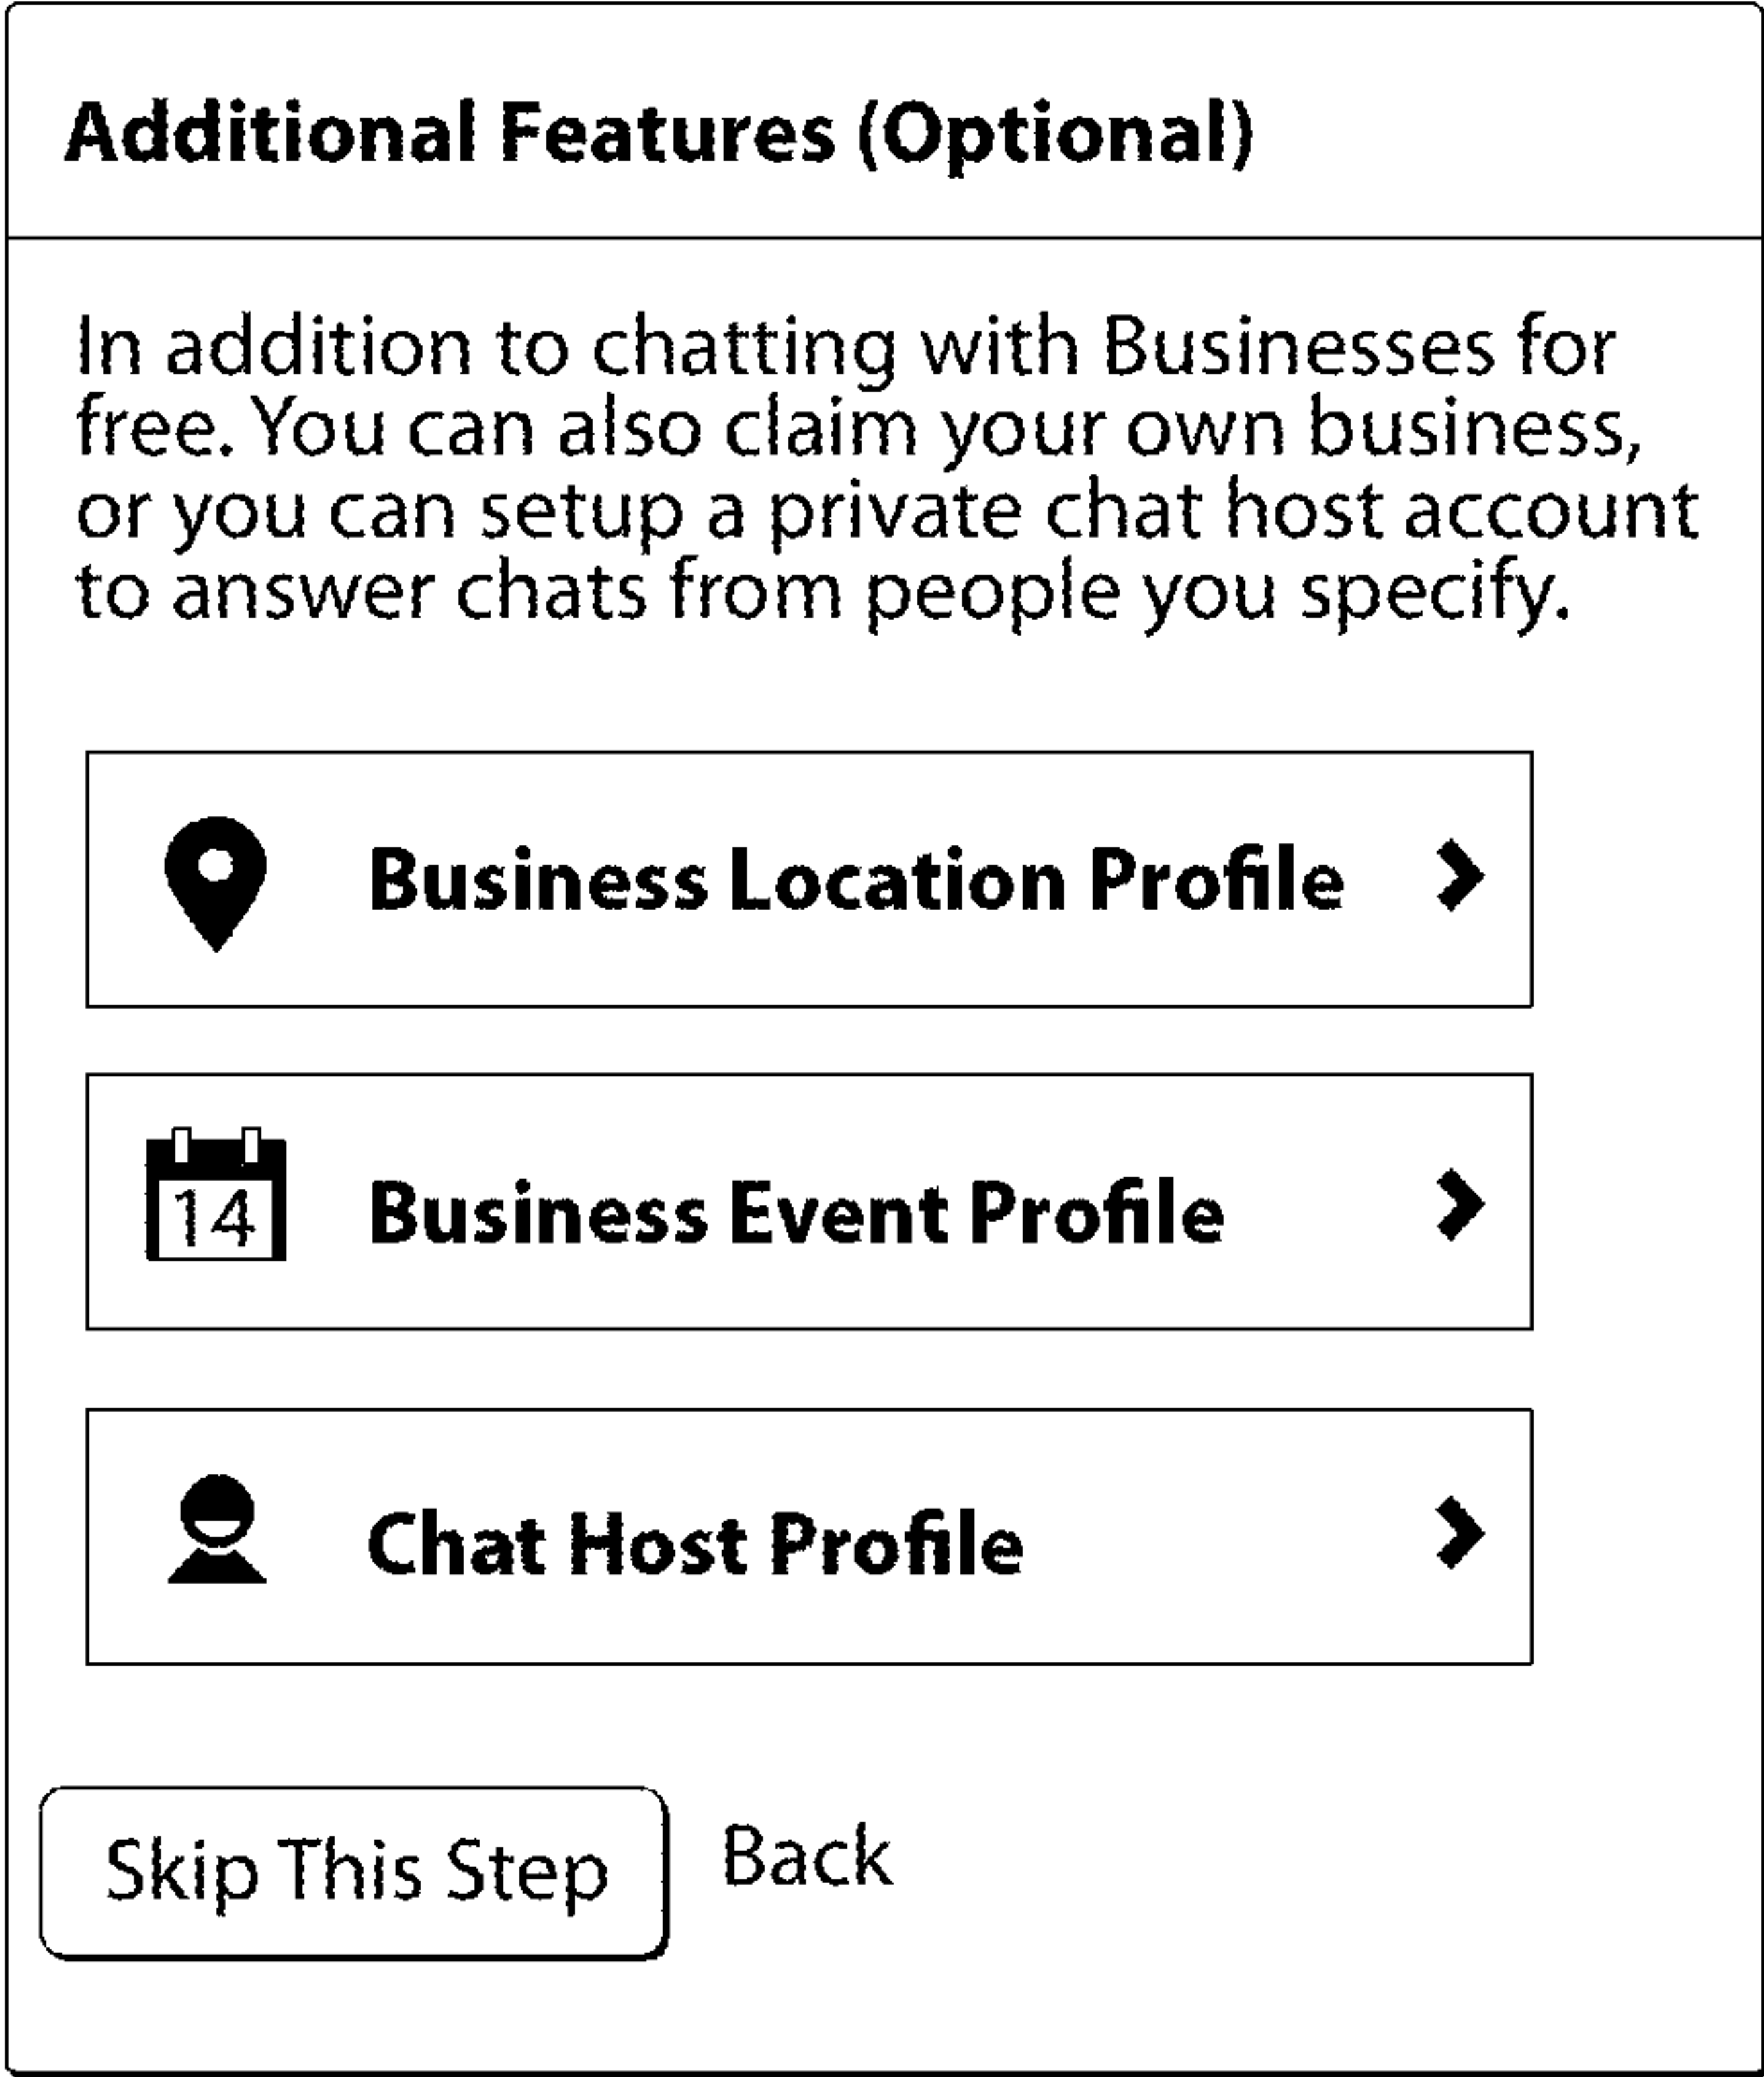 Additional Features (Optional)
In addition to chatting with Businesses for
free. You can also claim your own business,
or you can setup a private chat host account
to answer chats from people you specify.
Business Location Profile
14
Business Event Profile
Chat Host Profile
Skip This Step
Back